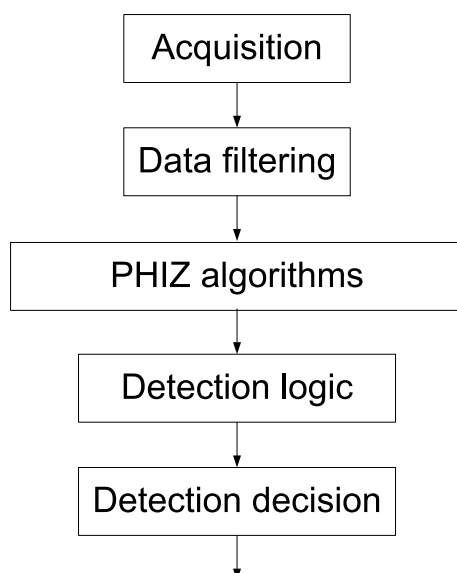 Acquisition
Data filtering
PHIZ algorithms
Detection logic
Detection decision